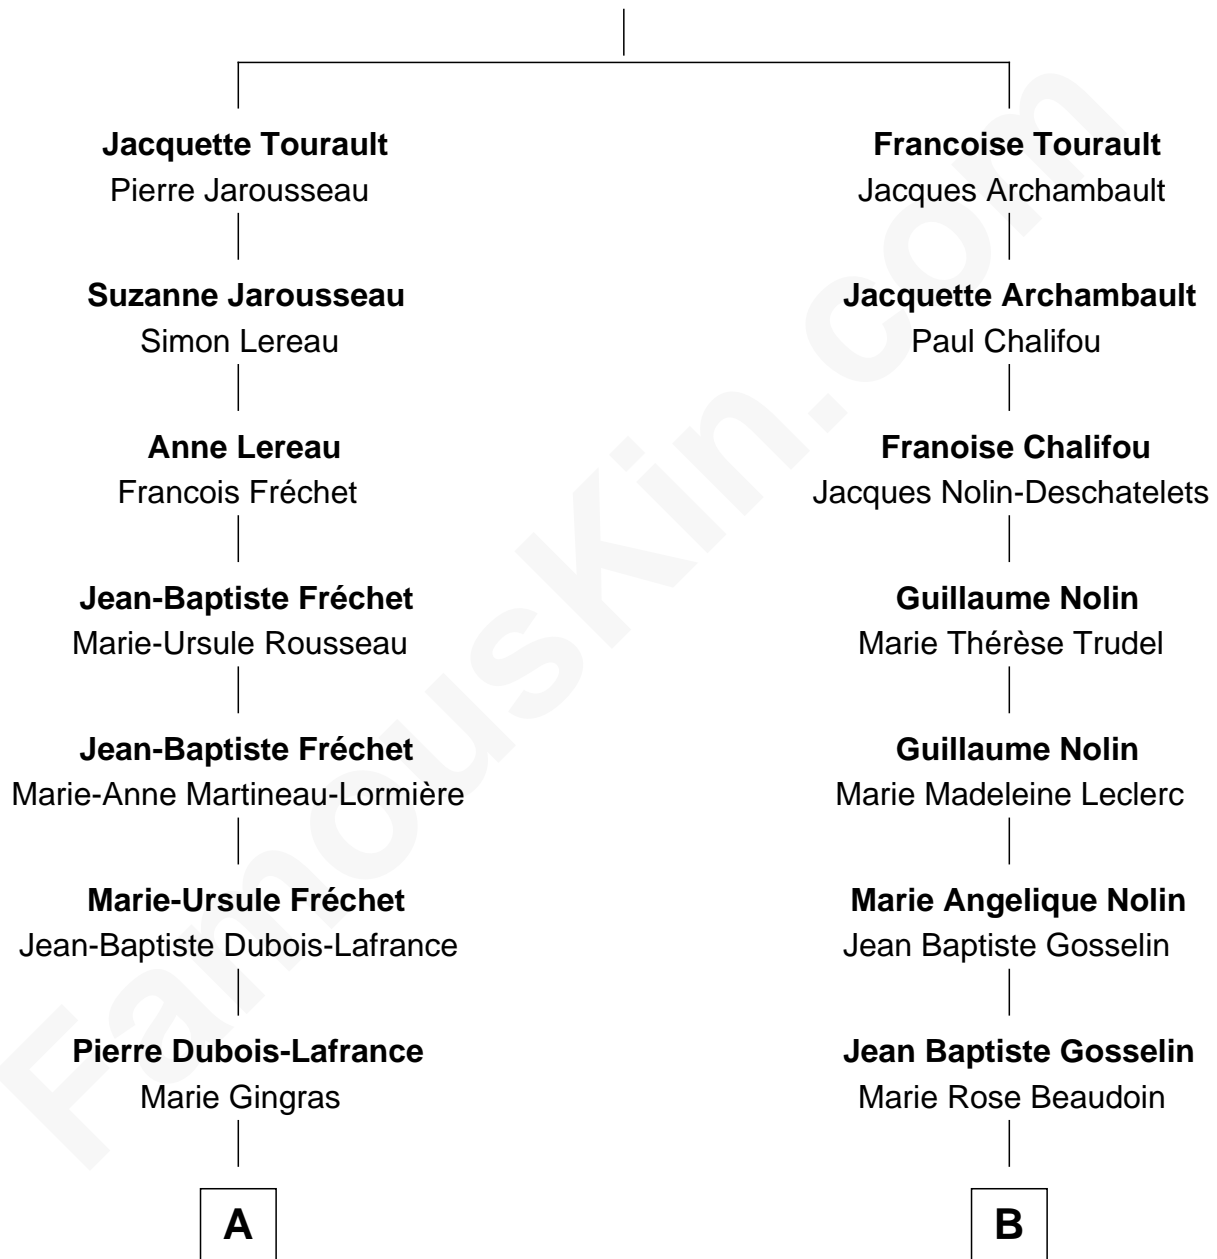 Jacquette Tourault
Pierre Jarousseau
Suzanne Jarousseau
Simon Lereau
Anne Lereau
Francois Fréchet
Jean-Baptiste Fréchet
Marie-Ursule Rousseau
Jean-Baptiste Fréchet
Marie-Anne Martineau-Lormière
Marie-Ursule Fréchet
Jean-Baptiste Dubois-Lafrance
Pierre Dubois-Lafrance
Marie Gingras
A
Francoise Tourault
Jacques Archambault
Jacquette Archambault
Paul Chalifou
Franoise Chalifou
Jacques Nolin-Deschatelets
Guillaume Nolin
Marie Thérèse Trudel
Guillaume Nolin
Marie Madeleine Leclerc
Marie Angelique Nolin
Jean Baptiste Gosselin
Jean Baptiste Gosselin
Marie Rose Beaudoin
B
FamousKin.com